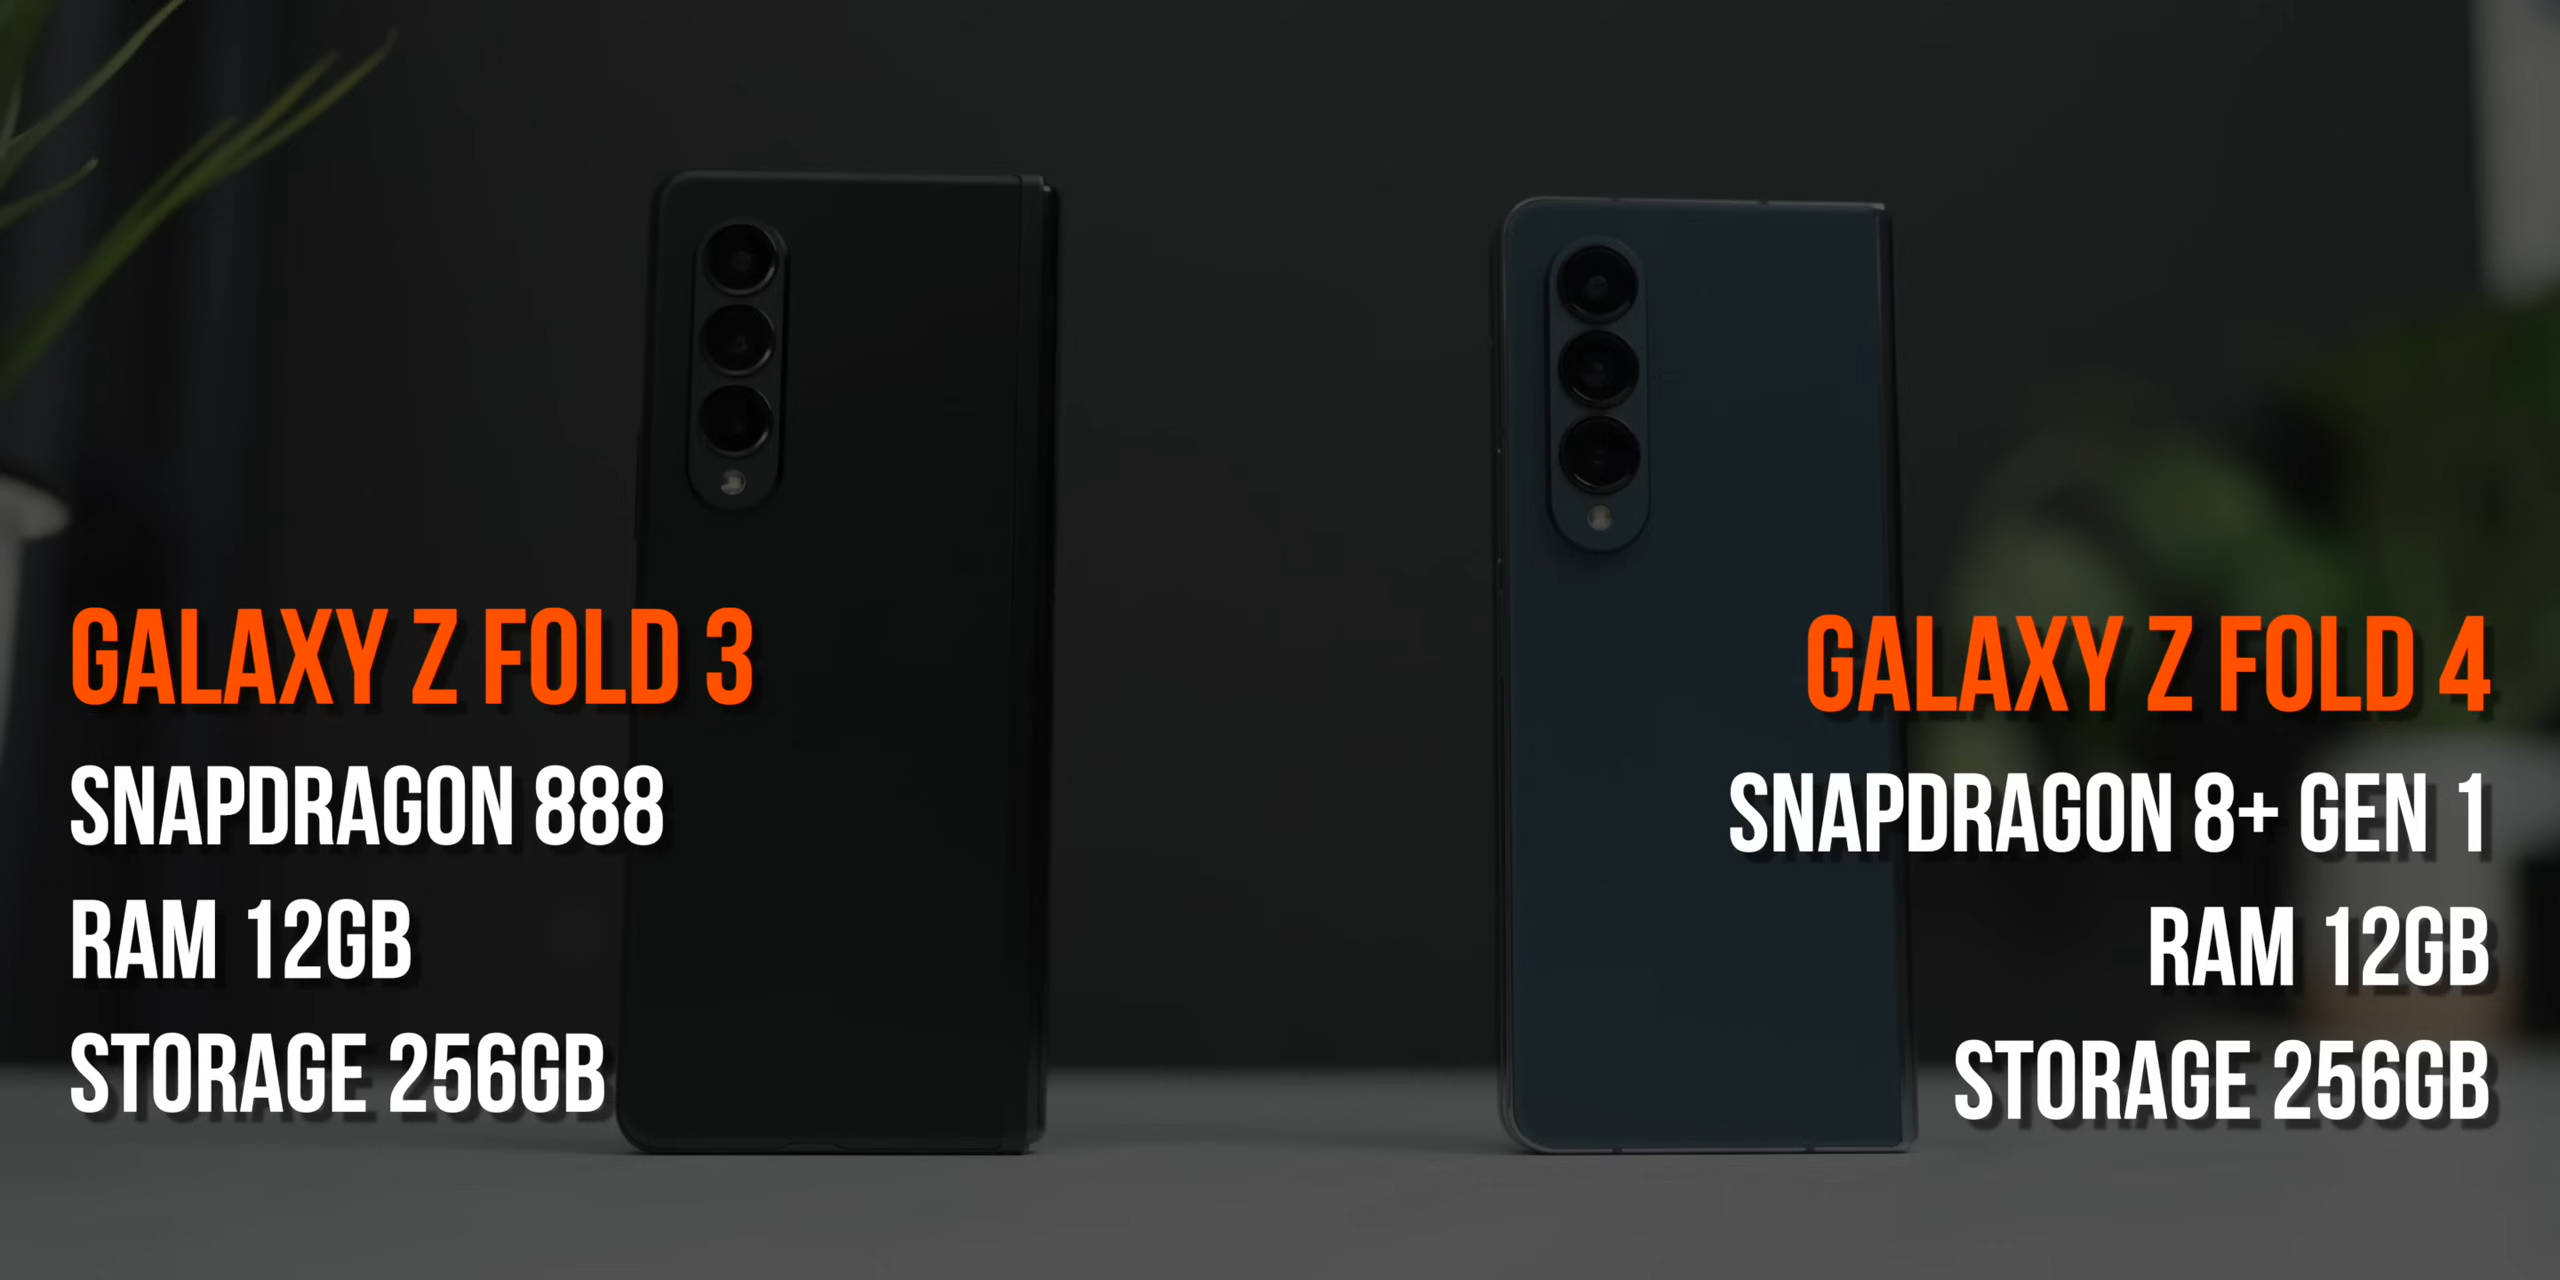 GALAXY Z FOLD 3
SNAPDRAGON 888
RAM 12GB
STORAGE 256GB
GALAXY Z FOLD 4
SNAPDRAGON 8+ GEN 1
RAM 12GB
STORAGE 256GB